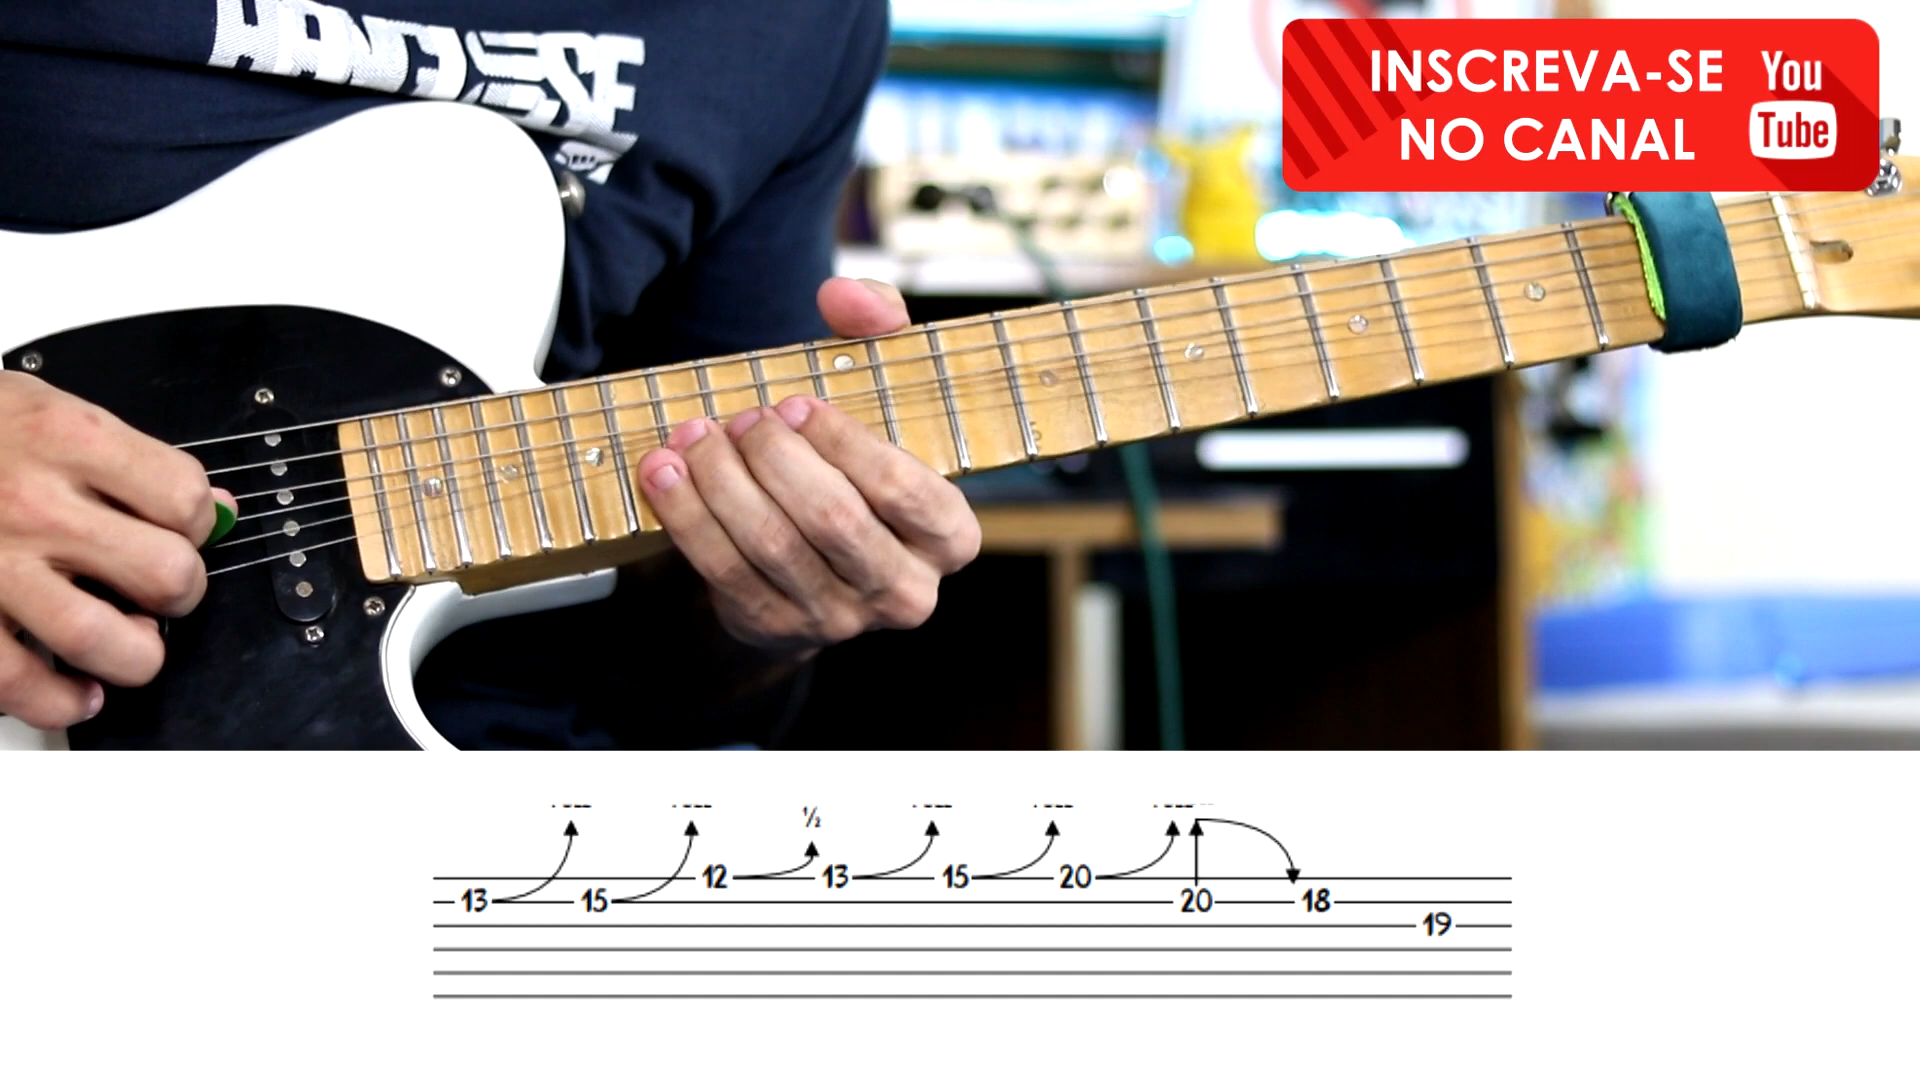 INSCREVA-SE
NO CANAL
You
Tube
½
12 13 15 20
13 15 20 18
19